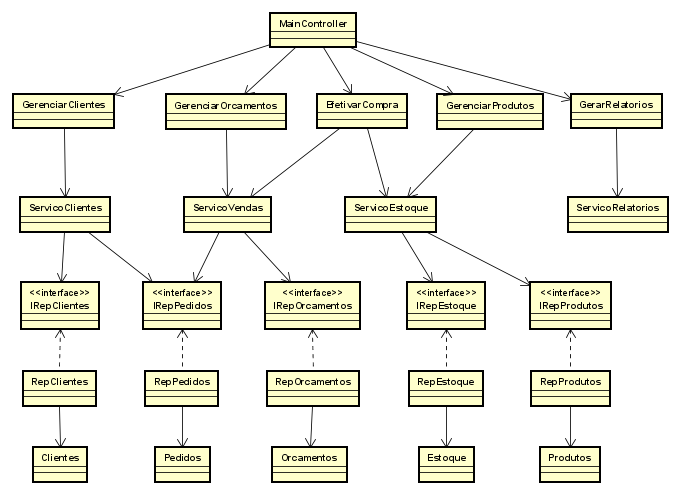 MainController
GerenciarClientes
GerenciarOrcamentos
EfetivarCompra
GerenciarProdutos
GerarRelatorios
ServicoClientes
ServicoVendas
ServicoEstoque
ServicoRelatorios
<<interface>>
IRepClientes
<<interface>>
IRepPedidos
<<interface>>
IRepOrcamentos
<<interface>>
IRepEstoque
<<interface>>
IRepProdutos
RepClientes
RepPedidos
RepOrcamentos
RepEstoque
RepProdutos
Clientes
Pedidos
Orcamentos
Estoque
Produtos